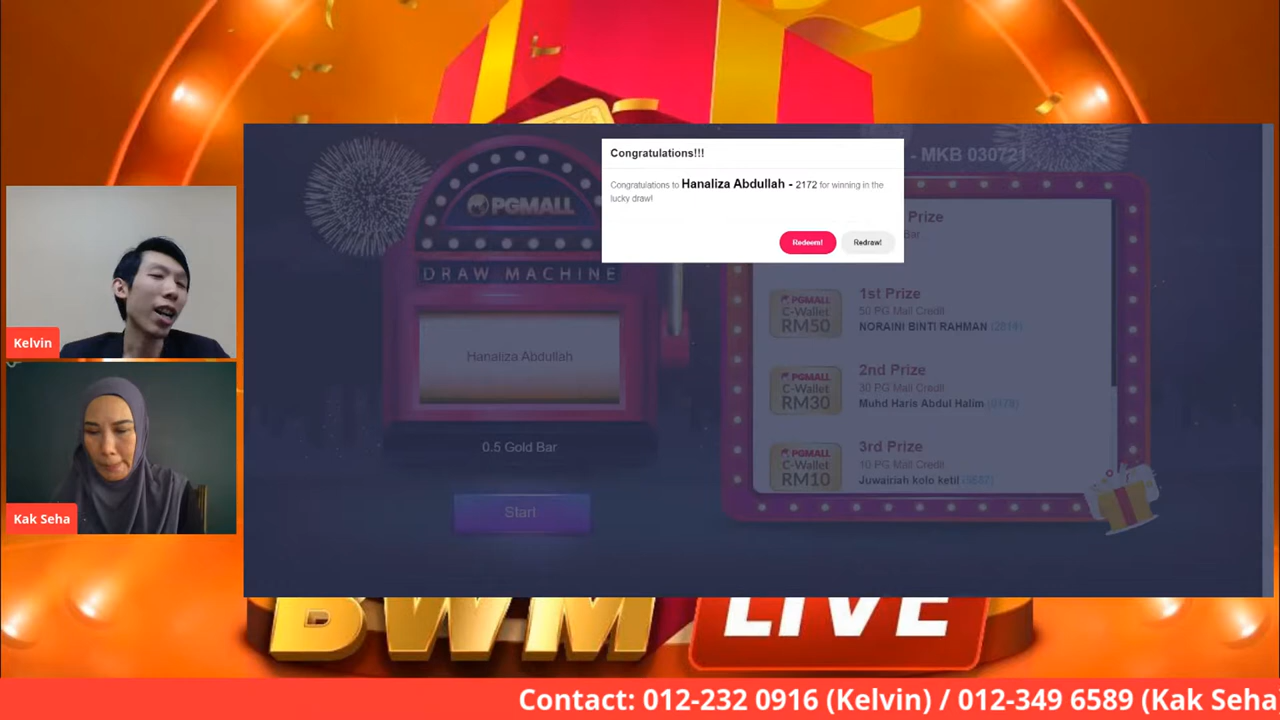 Congratulations!!!
Congratulations to Hanaliza Abdullah - 2172 for winning in the
lucky draw!
Redeem!
Redraw!
- MKB 030721
PGMALL
DRAW MACHINE
Hanaliza Abdullah
0.5 Gold Bar
Start
Prize
Bar
PGMALL
C-Wallet
RM50
1st Prize
50 PG Mall Credit
NORAINI BINTI RAHMAN
PGMALL
C-Wallet
RM30
2nd Prize
30 PG Mall Credit
Muhd Haris Abdul Halim
PGMALL
C-Wallet
RM10
3rd Prize
10 PG Mall Credit
Juwairiah kolo ketil
Kelvin
Kak Seha
BWM LIVE
Contact: 012-232 0916 (Kelvin) / 012-349 6589 (Kak Seha